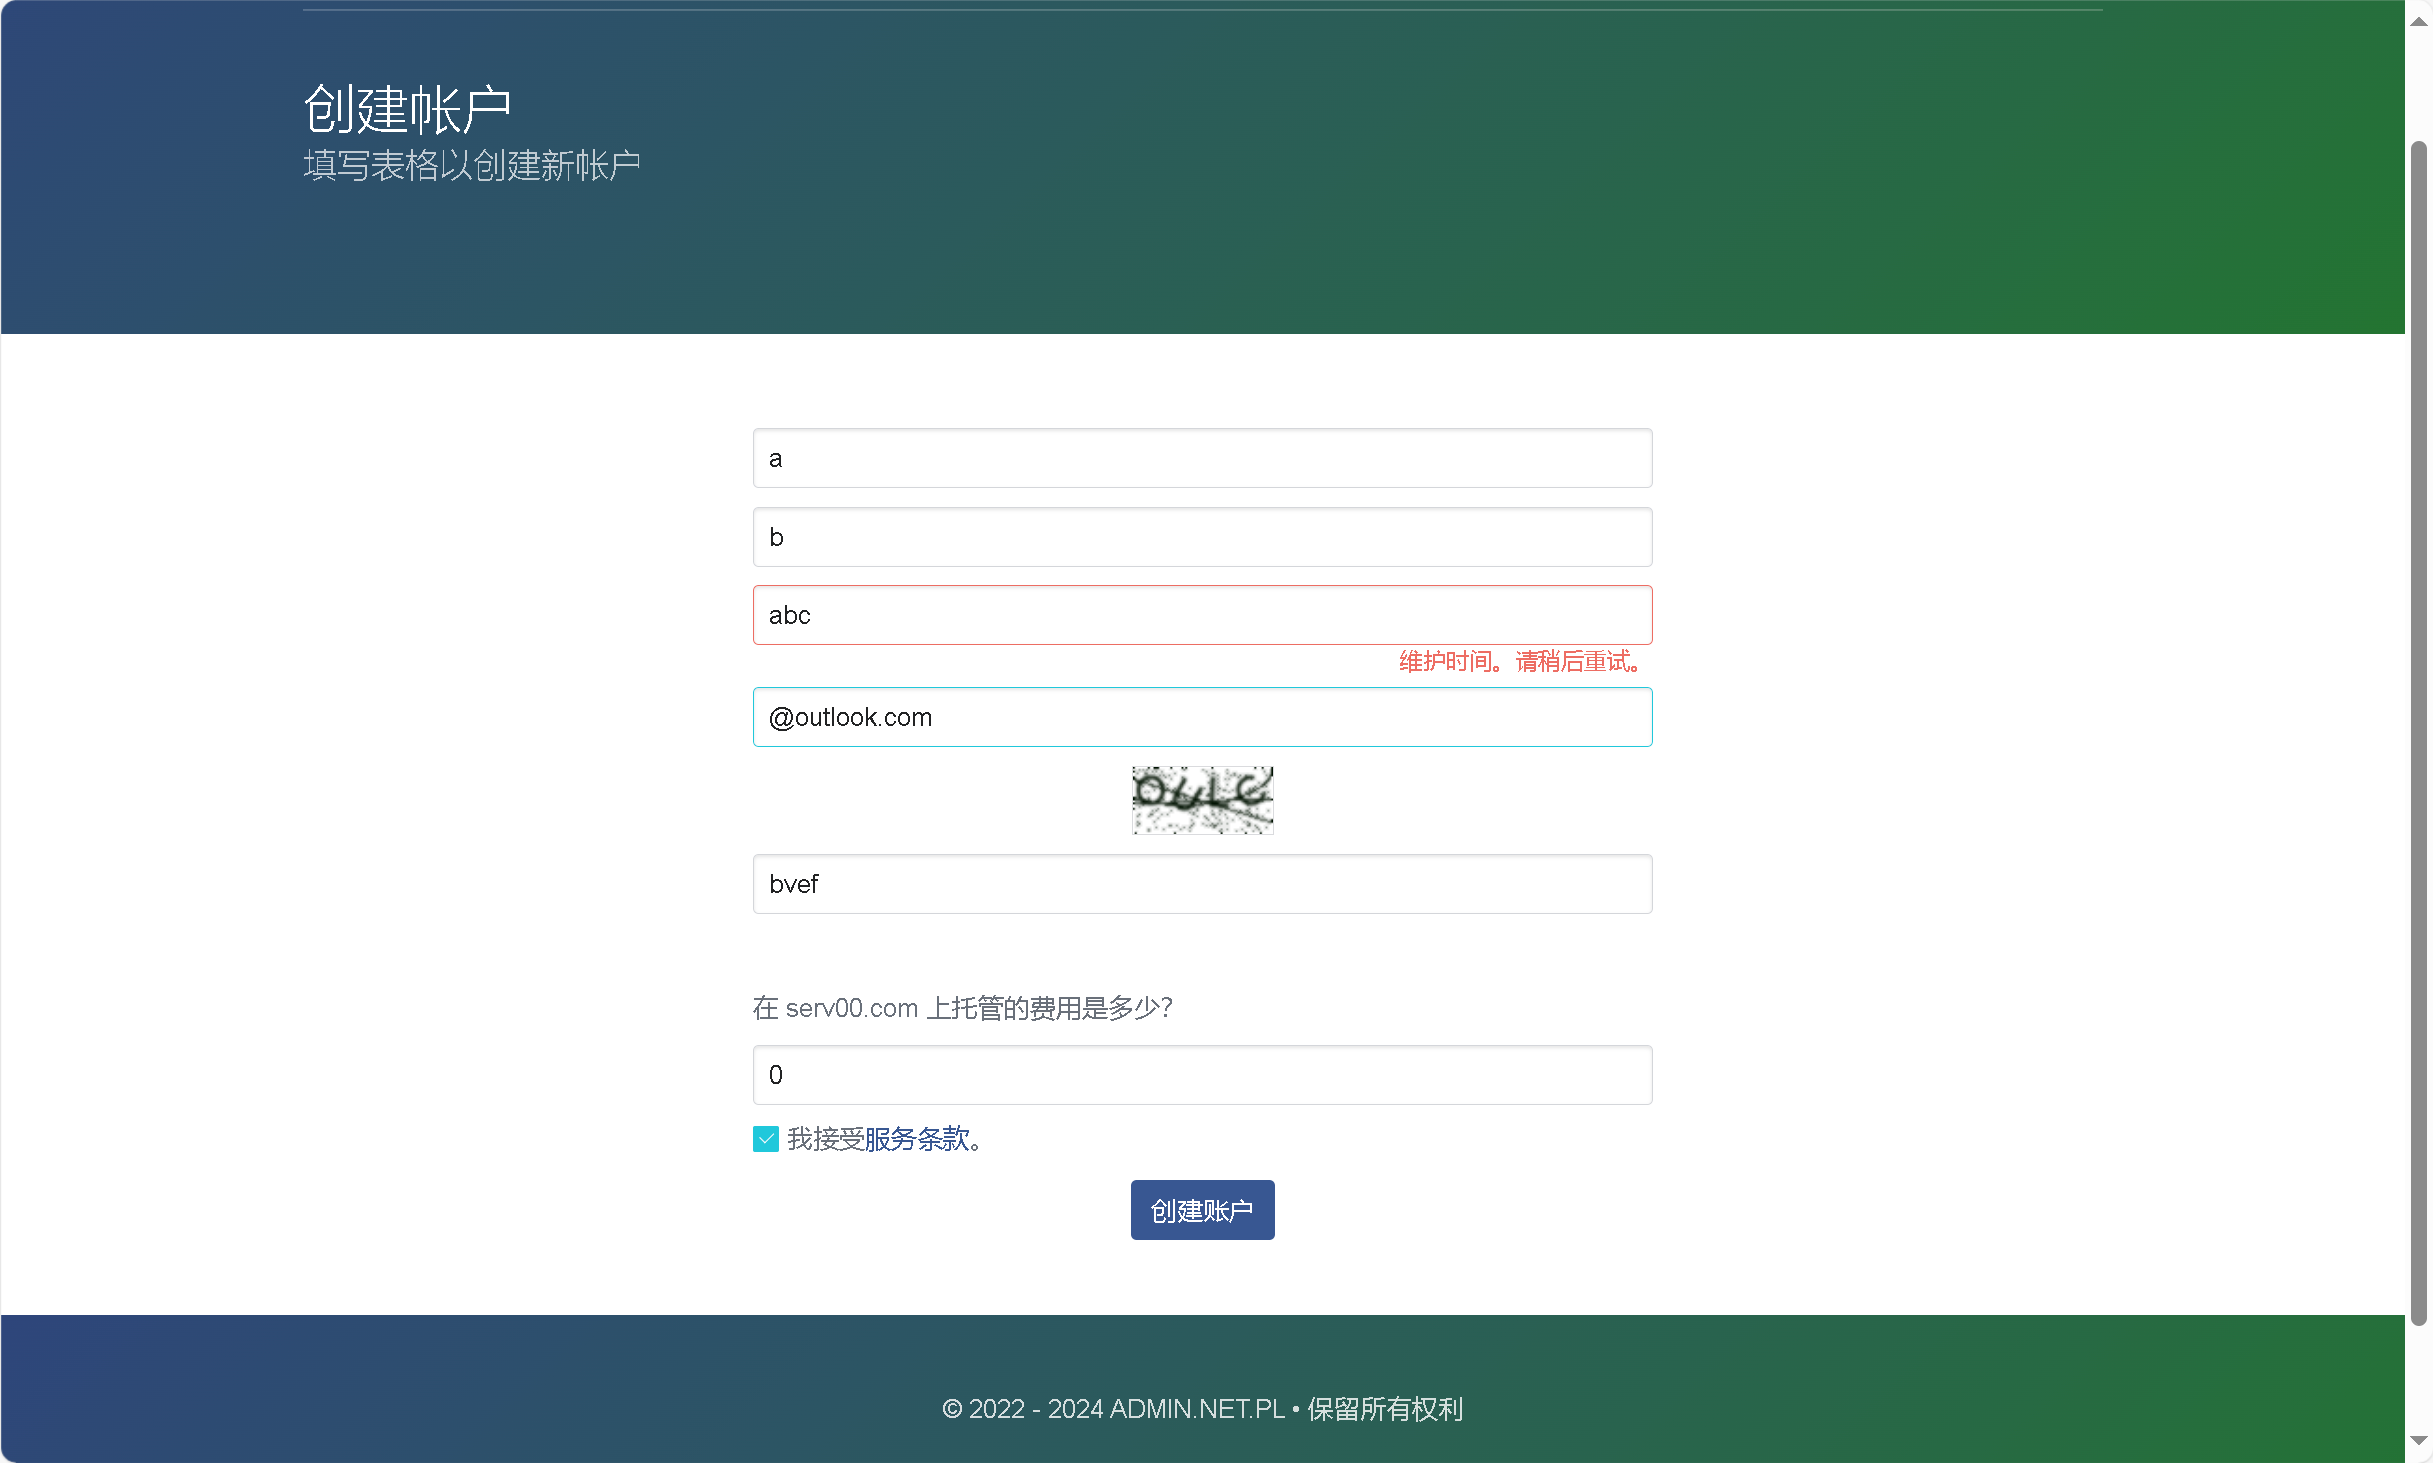 创建帐户
填写表格以创建新帐户
a
b
abc
维护时间。请稍后重试。
@outlook.com
bvef
在 serv00.com 上托管的费用是多少？
0
我接受服务条款。
创建账户
© 2022 - 2024 ADMIN.NET.PL • 保留所有权利